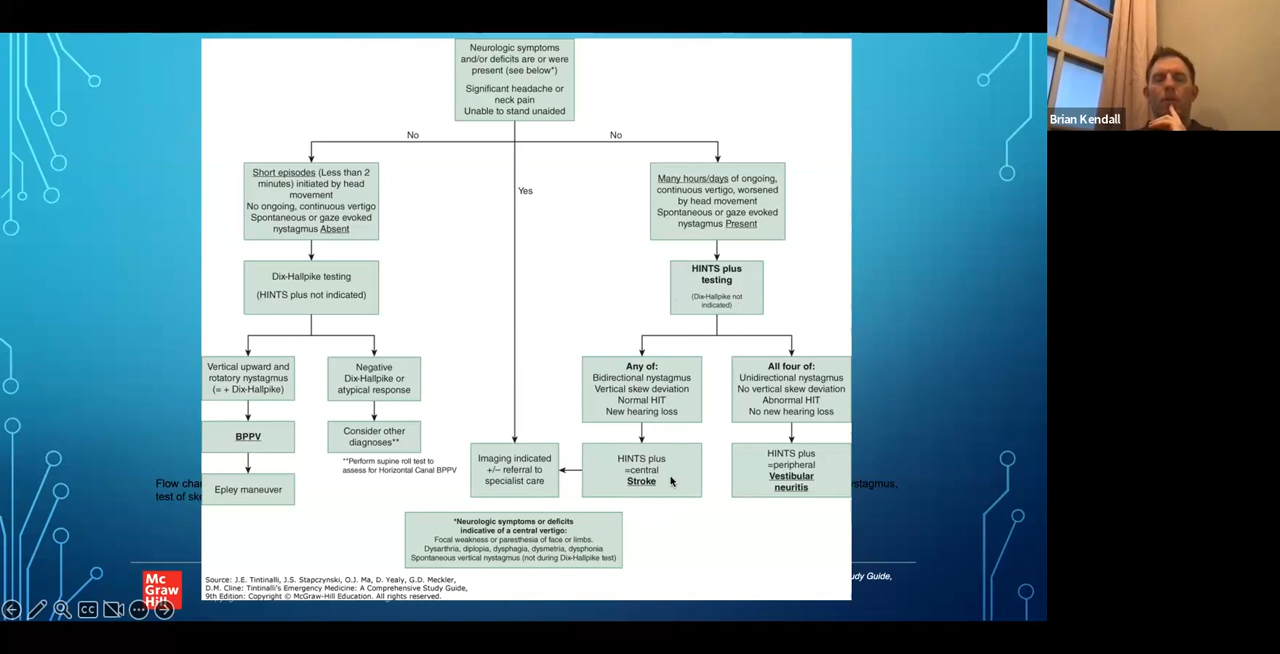 Neurologic symptoms
and/or deficits are or were
present (see below*)
Significant headache or
neck pain
Unable to stand unaided
Brian Kendall
No
No
Yes
Short episodes (Less than 2
minutes) initiated by head
movement
No ongoing, continuous vertigo
Spontaneous or gaze evoked
nystagmus Absent
Many hours/days of ongoing,
continuous vertigo, worsened
by head movement
Spontaneous or gaze evoked
nystagmus Present
Dix-Hallpike testing
(HINTS plus not indicated)
HINTS plus
testing
(Dix-Hallpike not
indicated)
Vertical upward and
rotatory nystagmus
(= + Dix-Hallpike)
Negative
Dix-Hallpike or
atypical response
Any of:
Bidirectional nystagmus
Vertical skew deviation
Normal HIT
New hearing loss
All four of:
Unidirectional nystagmus
No vertical skew deviation
Abnormal HIT
No new hearing loss
BPPV
Consider other
diagnoses**
**Perform supine roll test to
assess for Horizontal Canal BPPV
Epley maneuver
Imaging indicated
+/– referral to
specialist care
HINTS plus
=central
Stroke
HINTS plus
=peripheral
Vestibular
neuritis
Flow
test of
*Neurologic symptoms or deficits
indicative of a central vertigo:
Focal weakness or paresthesia of face or limbs.
Dysarthria, diplopia, dysphagia, dysmetria, dysphonia
Spontaneous vertical nystagmus (not during Dix-Hallpike test)
Source: J.E. Tintinalli, J.S. Stapczynski, O.J. Ma, D. Yealy, G.D. Meckler,
D.M. Cline: Tintinalli's Emergency Medicine: A Comprehensive Study Guide,
9th Edition: Copyright © McGraw-Hill Education. All rights reserved.
Guide,
Mc
Graw
Hill
CC